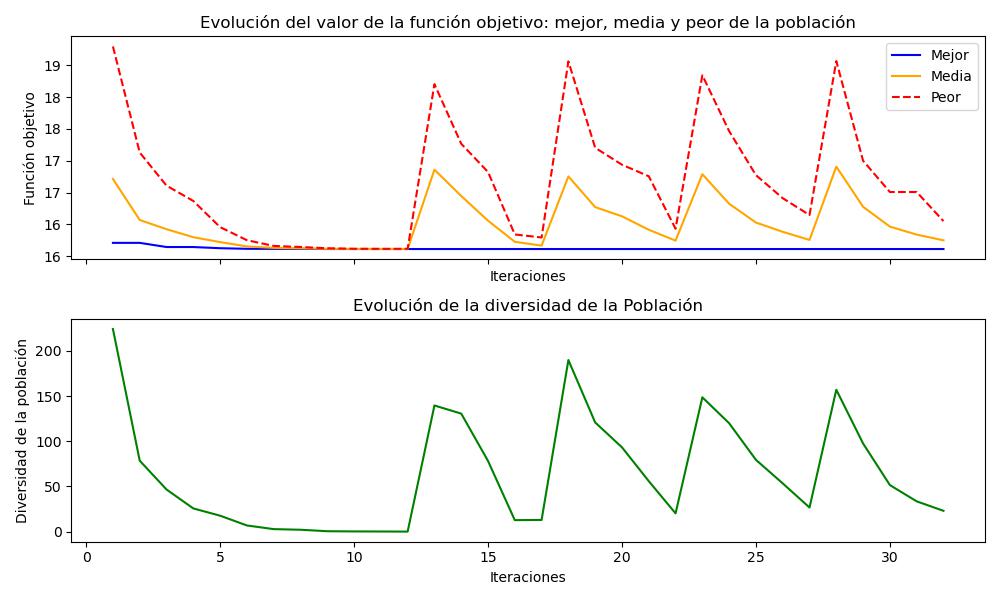 Evolución del valor de la función objetivo: mejor, media y peor de la población
Función objetivo
19
18
18
17
17
16
16
Mejor
Media
Peor
Iteraciones
Evolución de la diversidad de la Población
Diversidad de la población
200
150
100
50
0
0 5 10 15 20 25 30
Iteraciones